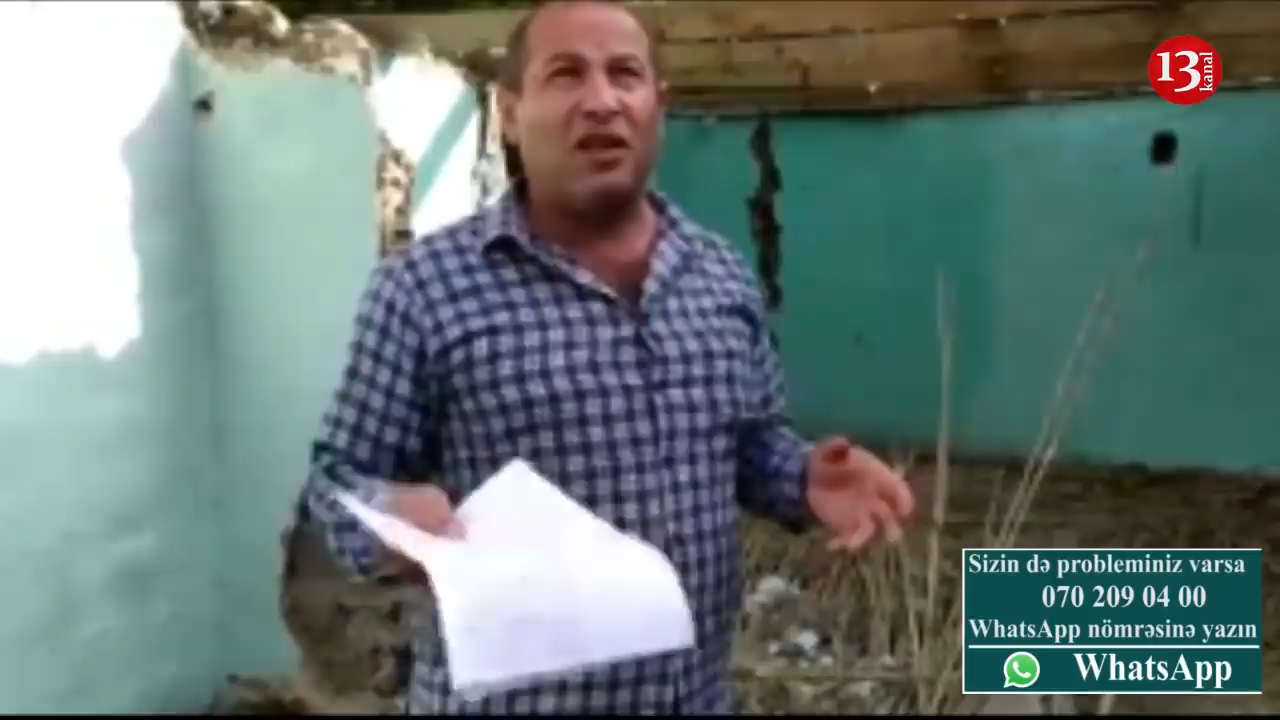 13
kanal
Sizin də probleminiz varsa
070 209 04 00
WhatsApp nömrəsinə yazın
WhatsApp